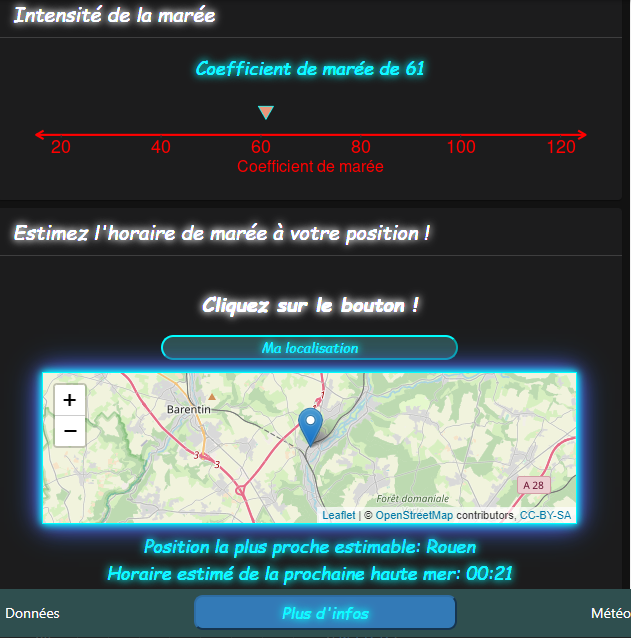 Intensité de la marée
Coefficient de marée de 61
20 40 60 80 100 120
Coefficient de marée
Estimez l'horaire de marée à votre position !
Cliquez sur le bouton !
Ma localisation
+
−
Barentin
1
3
3
Forêt domaniale
A 28
Leaflet | © OpenStreetMap contributors, CC-BY-SA
Position la plus proche estimable: Rouen
Horaire estimé de la prochaine haute mer: 00:21
Données Plus d'infos Météo